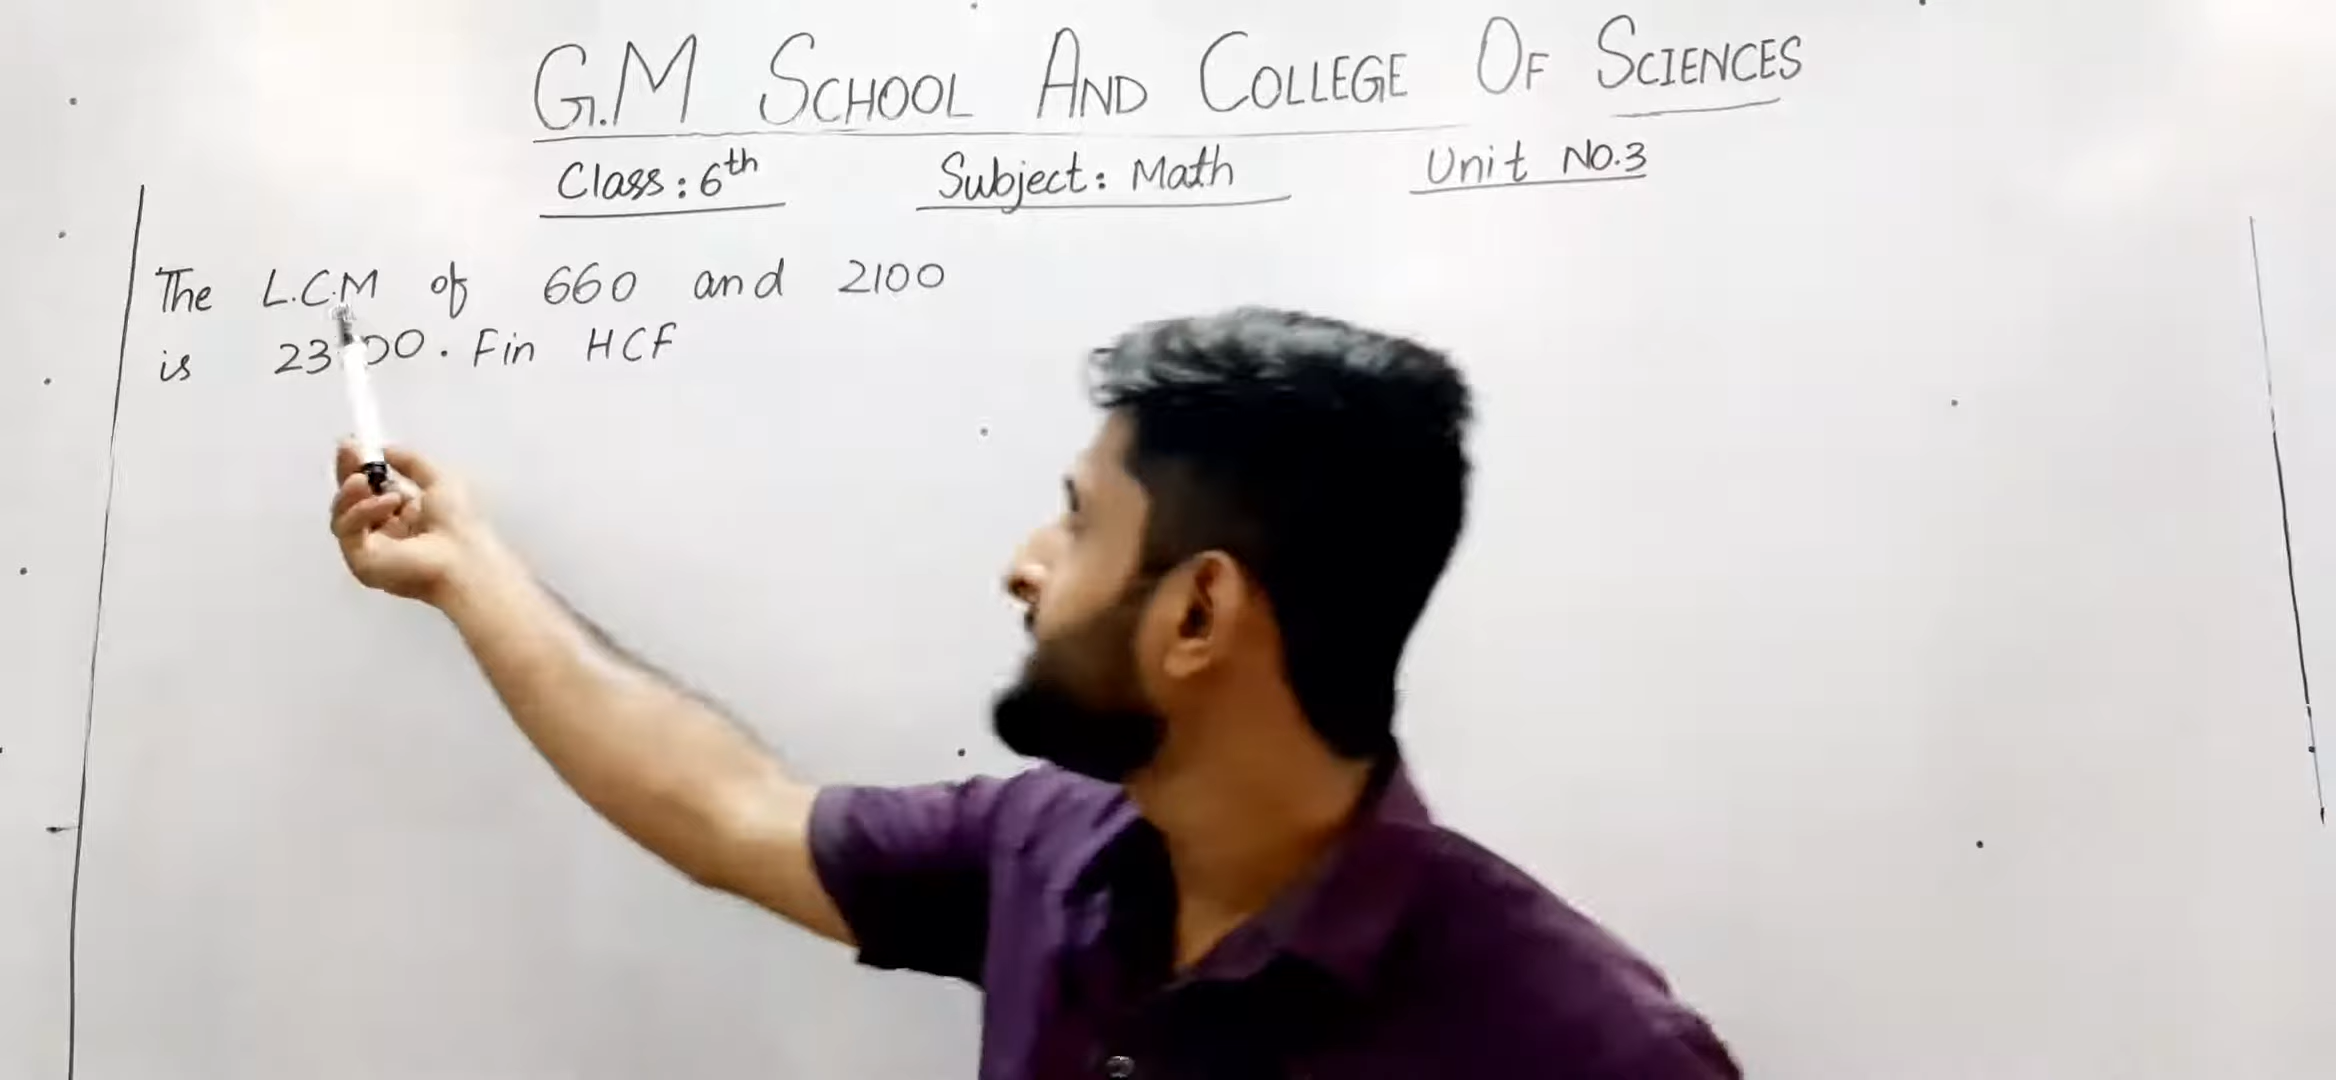 G.M SCHOOL AND COLLEGE OF SCIENCES
Class: 6th Subject: Math Unit NO.3
The L.C.M of 660 and 2100
is . Fin HCF